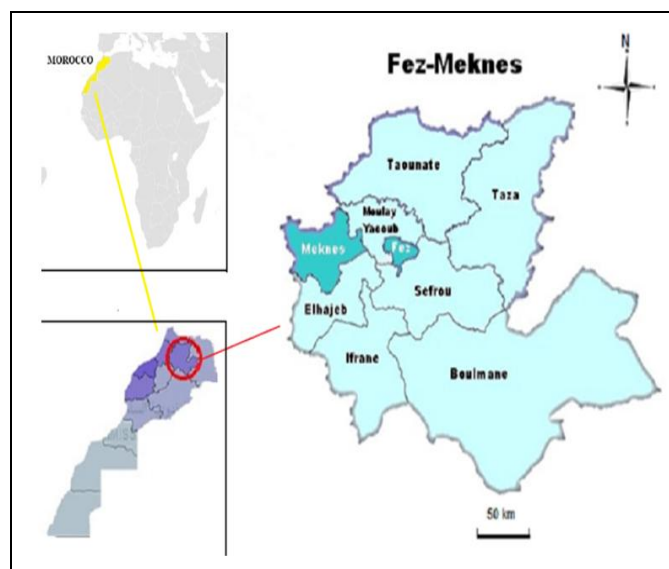 MOROCCO
Fez-Meknes
N
Taounate
Taza
Moulay
Yacoub
Meknes
Fez
Sefrou
Elhajeb
Ifrane
Boulmane
50 km